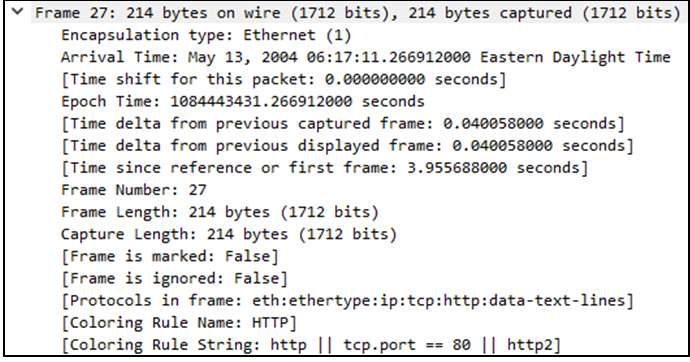 Frame 27: 214 bytes on wire (1712 bits), 214 bytes captured (1712 bits)
Encapsulation type: Ethernet (1)
Arrival Time: May 13, 2004 06:17:11.266912000 Eastern Daylight Time
[Time shift for this packet: 0.000000000 seconds]
Epoch Time: 1084443431.266912000 seconds
[Time delta from previous captured frame: 0.040058000 seconds]
[Time delta from previous displayed frame: 0.040058000 seconds]
[Time since reference or first frame: 3.955688000 seconds]
Frame Number: 27
Frame Length: 214 bytes (1712 bits)
Capture Length: 214 bytes (1712 bits)
[Frame is marked: False]
[Frame is ignored: False]
[Protocols in frame: eth:ethertype:ip:tcp:http:data-text-lines]
[Coloring Rule Name: HTTP]
[Coloring Rule String: http || tcp.port == 80 || http2]